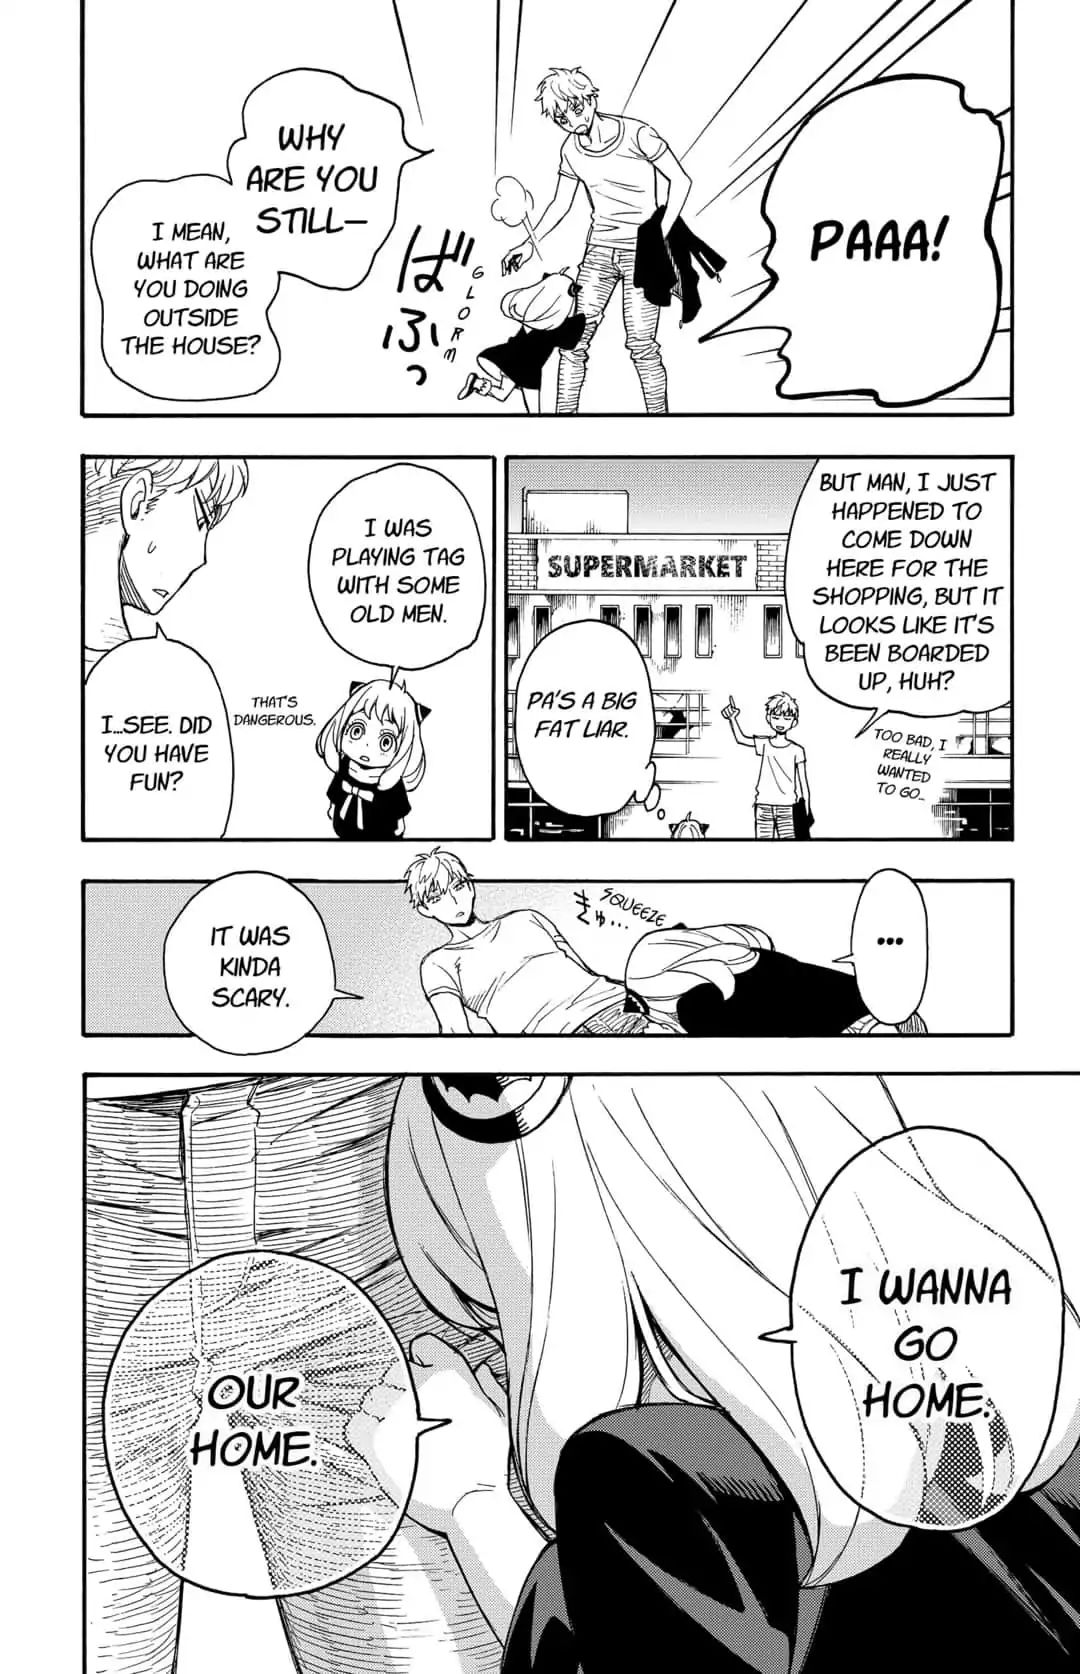 PAAA!
WHY
ARE YOU
STILL—
I MEAN,
WHAT ARE
YOU DOING
OUTSIDE
THE HOUSE?
ばふっ
GLORM
BUT MAN, I JUST
HAPPENED TO
COME DOWN
HERE FOR THE
SHOPPING, BUT IT
LOOKS LIKE IT'S
BEEN BOARDED
UP, HUH?
SUPERMARKET
TOO BAD, I
REALLY
WANTED
TO GO...
PA'S A BIG
FAT LIAR.
I WAS
PLAYING TAG
WITH SOME
OLD MEN.
THAT'S
DANGEROUS.
I...SEE. DID
YOU HAVE
FUN?
...
SQUEEZE
きゅ...
IT WAS
KINDA
SCARY.
I WANNA
GO
HOME.
OUR
HOME.